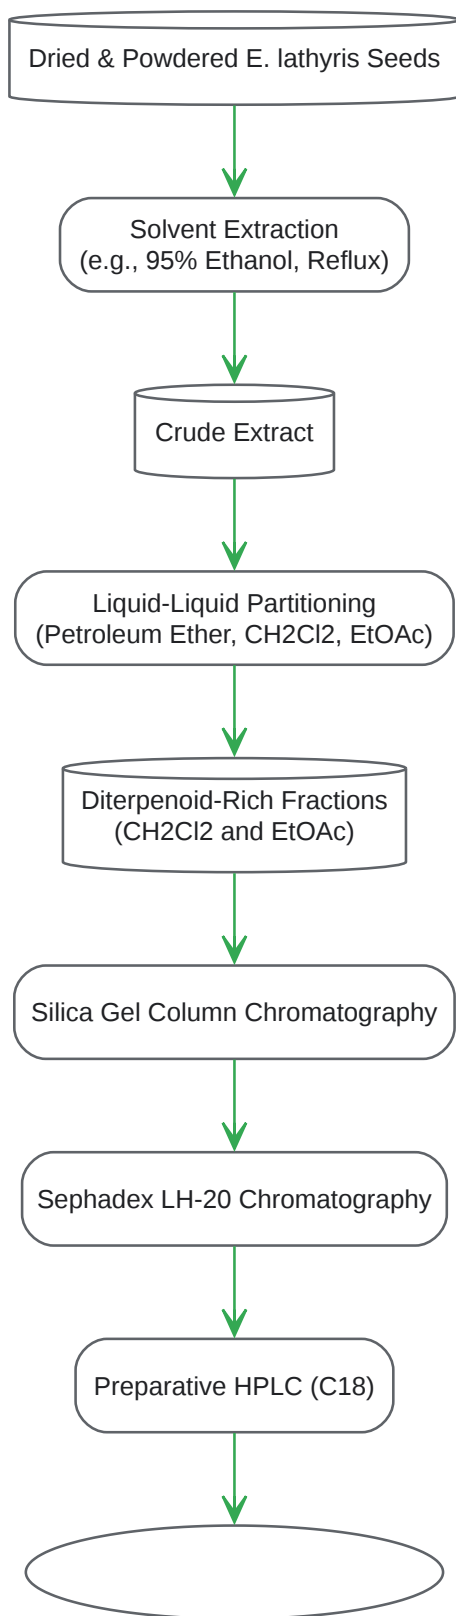 Dried & Powdered E. lathyris Seeds
Solvent Extraction
(e.g., 95% Ethanol, Reflux)
Crude Extract
Liquid-Liquid Partitioning
(Petroleum Ether, CH2Cl2, EtOAc)
Diterpenoid-Rich Fractions
(CH2Cl2 and EtOAc)
Silica Gel Column Chromatography
Sephadex LH-20 Chromatography
Preparative HPLC (C18)